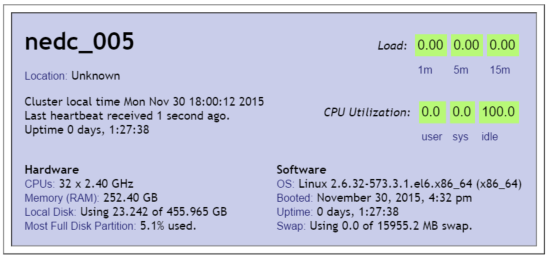 nedc_005
Load: 0.00 0.00 0.00
1m 5m 15m
Location: Unknown
Cluster local time Mon Nov 30 18:00:12 2015
Last heartbeat received 1 second ago.
Uptime 0 days, 1:27:38
CPU Utilization: 0.0 0.0 100.0
user sys idle
Hardware
CPUs: 32 x 2.40 GHz
Memory (RAM): 252.40 GB
Local Disk: Using 23.242 of 455.965 GB
Most Full Disk Partition: 5.1% used.
Software
OS: Linux 2.6.32-573.3.1.el6.x86_64 (x86_64)
Booted: November 30, 2015, 4:32 pm
Uptime: 0 days, 1:27:38
Swap: Using 0.0 of 15955.2 MB swap.